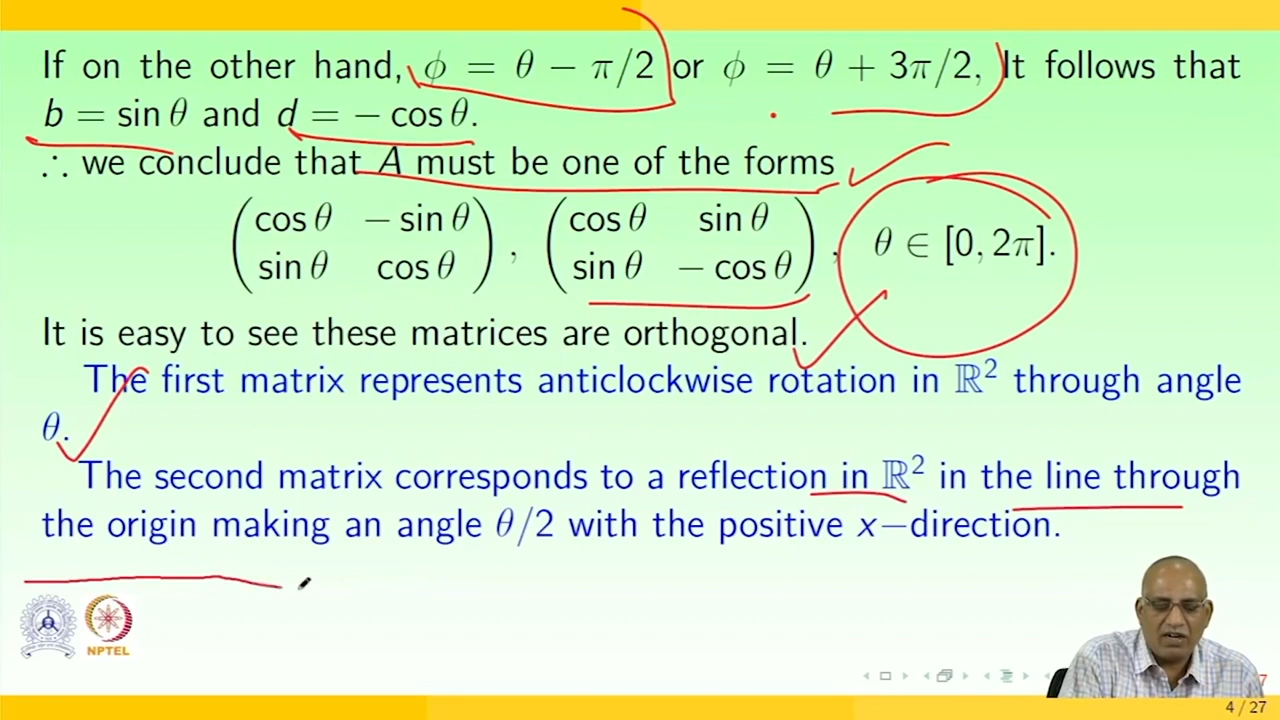 If on the other hand, ϕ = θ − π/2 or ϕ = θ + 3π/2, It follows that
b = sin θ and d = − cos θ.
∴ we conclude that A must be one of the forms
(cos θ  − sin θ)   (cos θ  sin θ)
(sin θ  cos θ) , (sin θ  − cos θ) , θ ∈ [0, 2π].
It is easy to see these matrices are orthogonal.
The first matrix represents anticlockwise rotation in ℝ² through angle
θ.
The second matrix corresponds to a reflection in ℝ² in the line through
the origin making an angle θ/2 with the positive x−direction.
NPTEL
7
4 / 27